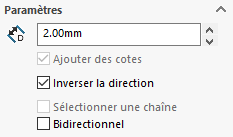 Paramètres
2.00mm
Ajouter des cotes
Inverser la direction
Sélectionner une chaîne
Bidirectionnel